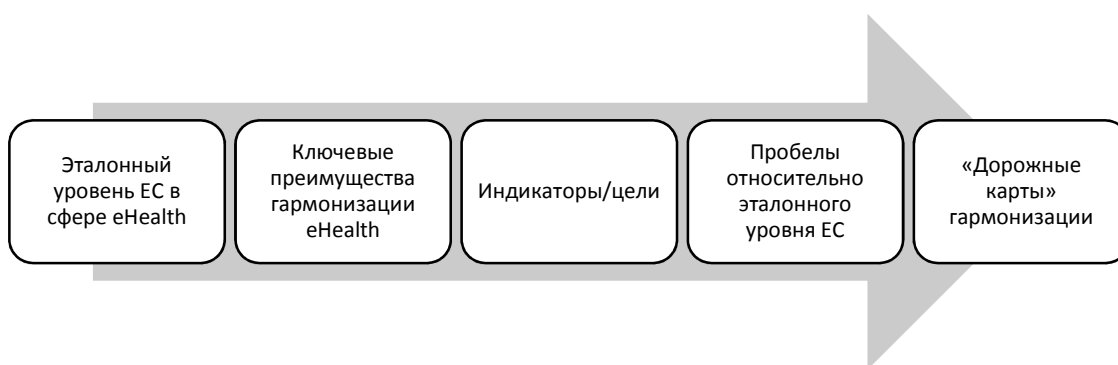 Эталонный
уровень ЕС в
сфере eHealth
Ключевые
преимущества
гармонизации
eHealth
Индикаторы/цели
Пробелы
относительно
эталонного
уровня ЕС
«Дорожные
карты»
гармонизации